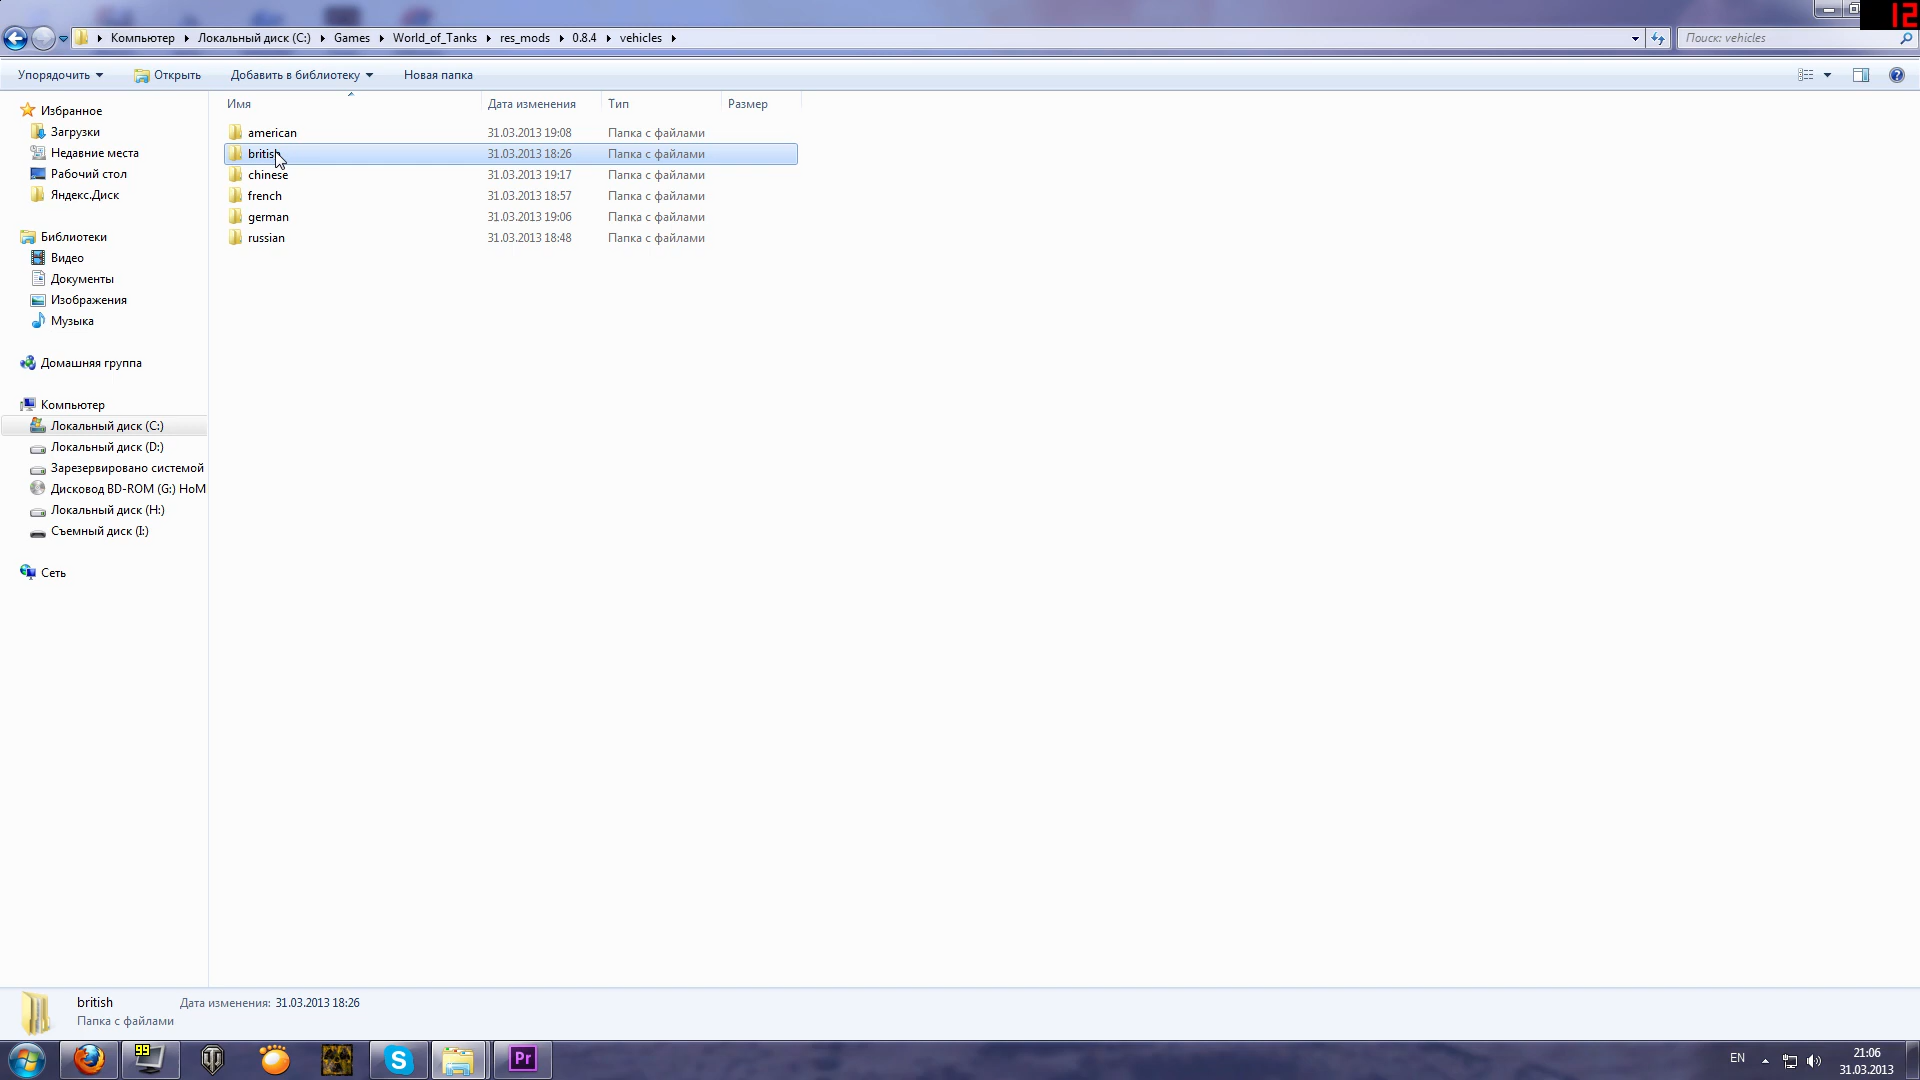 12
Компьютер Локальный диск (C:) Games World_of_Tanks res_mods 0.8.4 vehicles Поиск: vehicles
Упорядочить Открыть Добавить в библиотеку Новая папка
Имя Дата изменения Тип Размер
american 31.03.2013 19:08 Папка с файлами
british 31.03.2013 18:26 Папка с файлами
chinese 31.03.2013 19:17 Папка с файлами
french 31.03.2013 18:57 Папка с файлами
german 31.03.2013 19:06 Папка с файлами
russian 31.03.2013 18:48 Папка с файлами
Избранное
Загрузки
Недавние места
Рабочий стол
Яндекс.Диск
Библиотеки
Видео
Документы
Изображения
Музыка
Домашняя группа
Компьютер
Локальный диск (C:)
Локальный диск (D:)
Зарезервировано системой
Дисковод BD-ROM (G:) HoM
Локальный диск (H:)
Съемный диск (I:)
Сеть
british Дата изменения: 31.03.2013 18:26
Папка с файлами
99
S
Pr
EN
21:06
31.03.2013